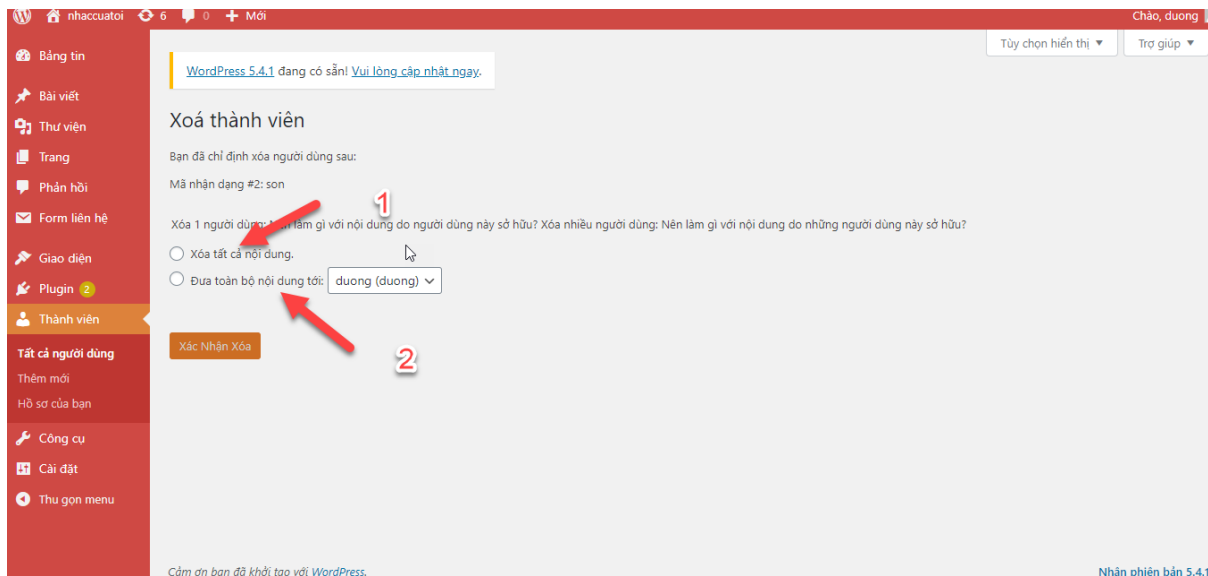 nhaccuatoi 6 0 + Mới Chào, duong
Tùy chọn hiển thị Trợ giúp
Bảng tin
Bài viết
Thư viện
Trang
Phản hồi
Form liên hệ
Giao diện
Plugin 2
Thành viên
Tất cả người dùng
Thêm mới
Hồ sơ của bạn
Công cụ
Cài đặt
Thu gọn menu
WordPress 5.4.1 đang có sẵn! Vui lòng cập nhật ngay.
Xoá thành viên
Bạn đã chỉ định xóa người dùng sau:
Mã nhận dạng #2: son
1
Xóa 1 người dùng: làm gì với nội dung do người dùng này sở hữu? Xóa nhiều người dùng: Nên làm gì với nội dung do những người dùng này sở hữu?
Xóa tất cả nội dung.
Đưa toàn bộ nội dung tới: duong (duong)
Xác Nhận Xóa
2
Cảm ơn bạn đã khởi tạo với WordPress.
Nhận phiên bản 5.4.1